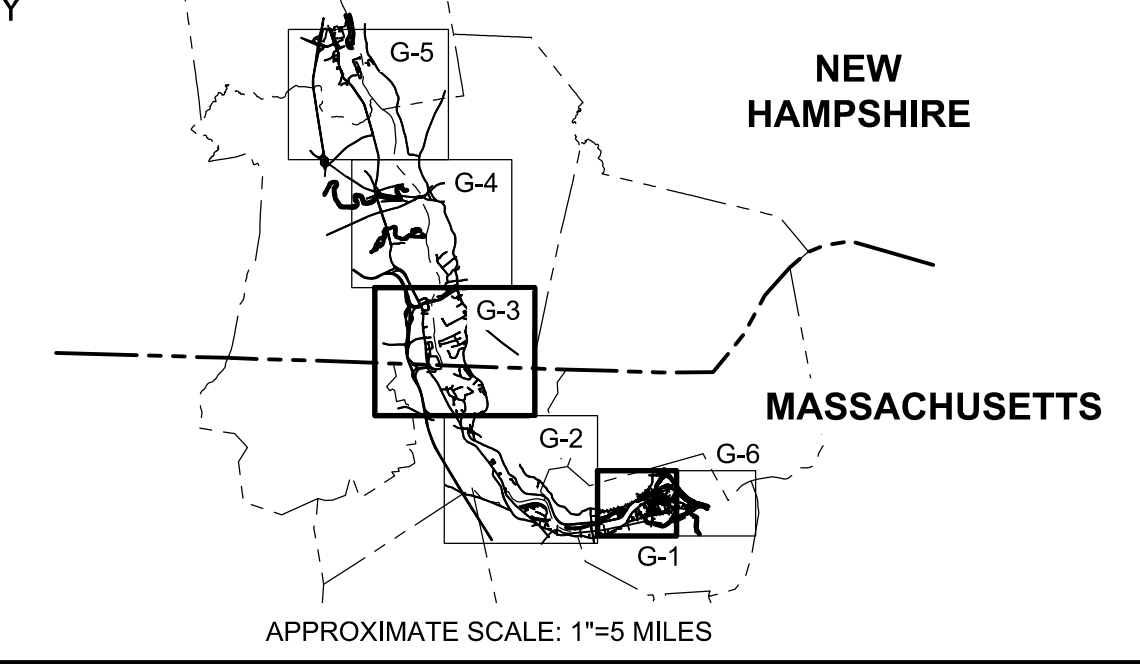 Y
G-5
NEW
HAMPSHIRE
G-4
G-3
MASSACHUSETTS
G-2
G-6
G-1
APPROXIMATE SCALE: 1"=5 MILES